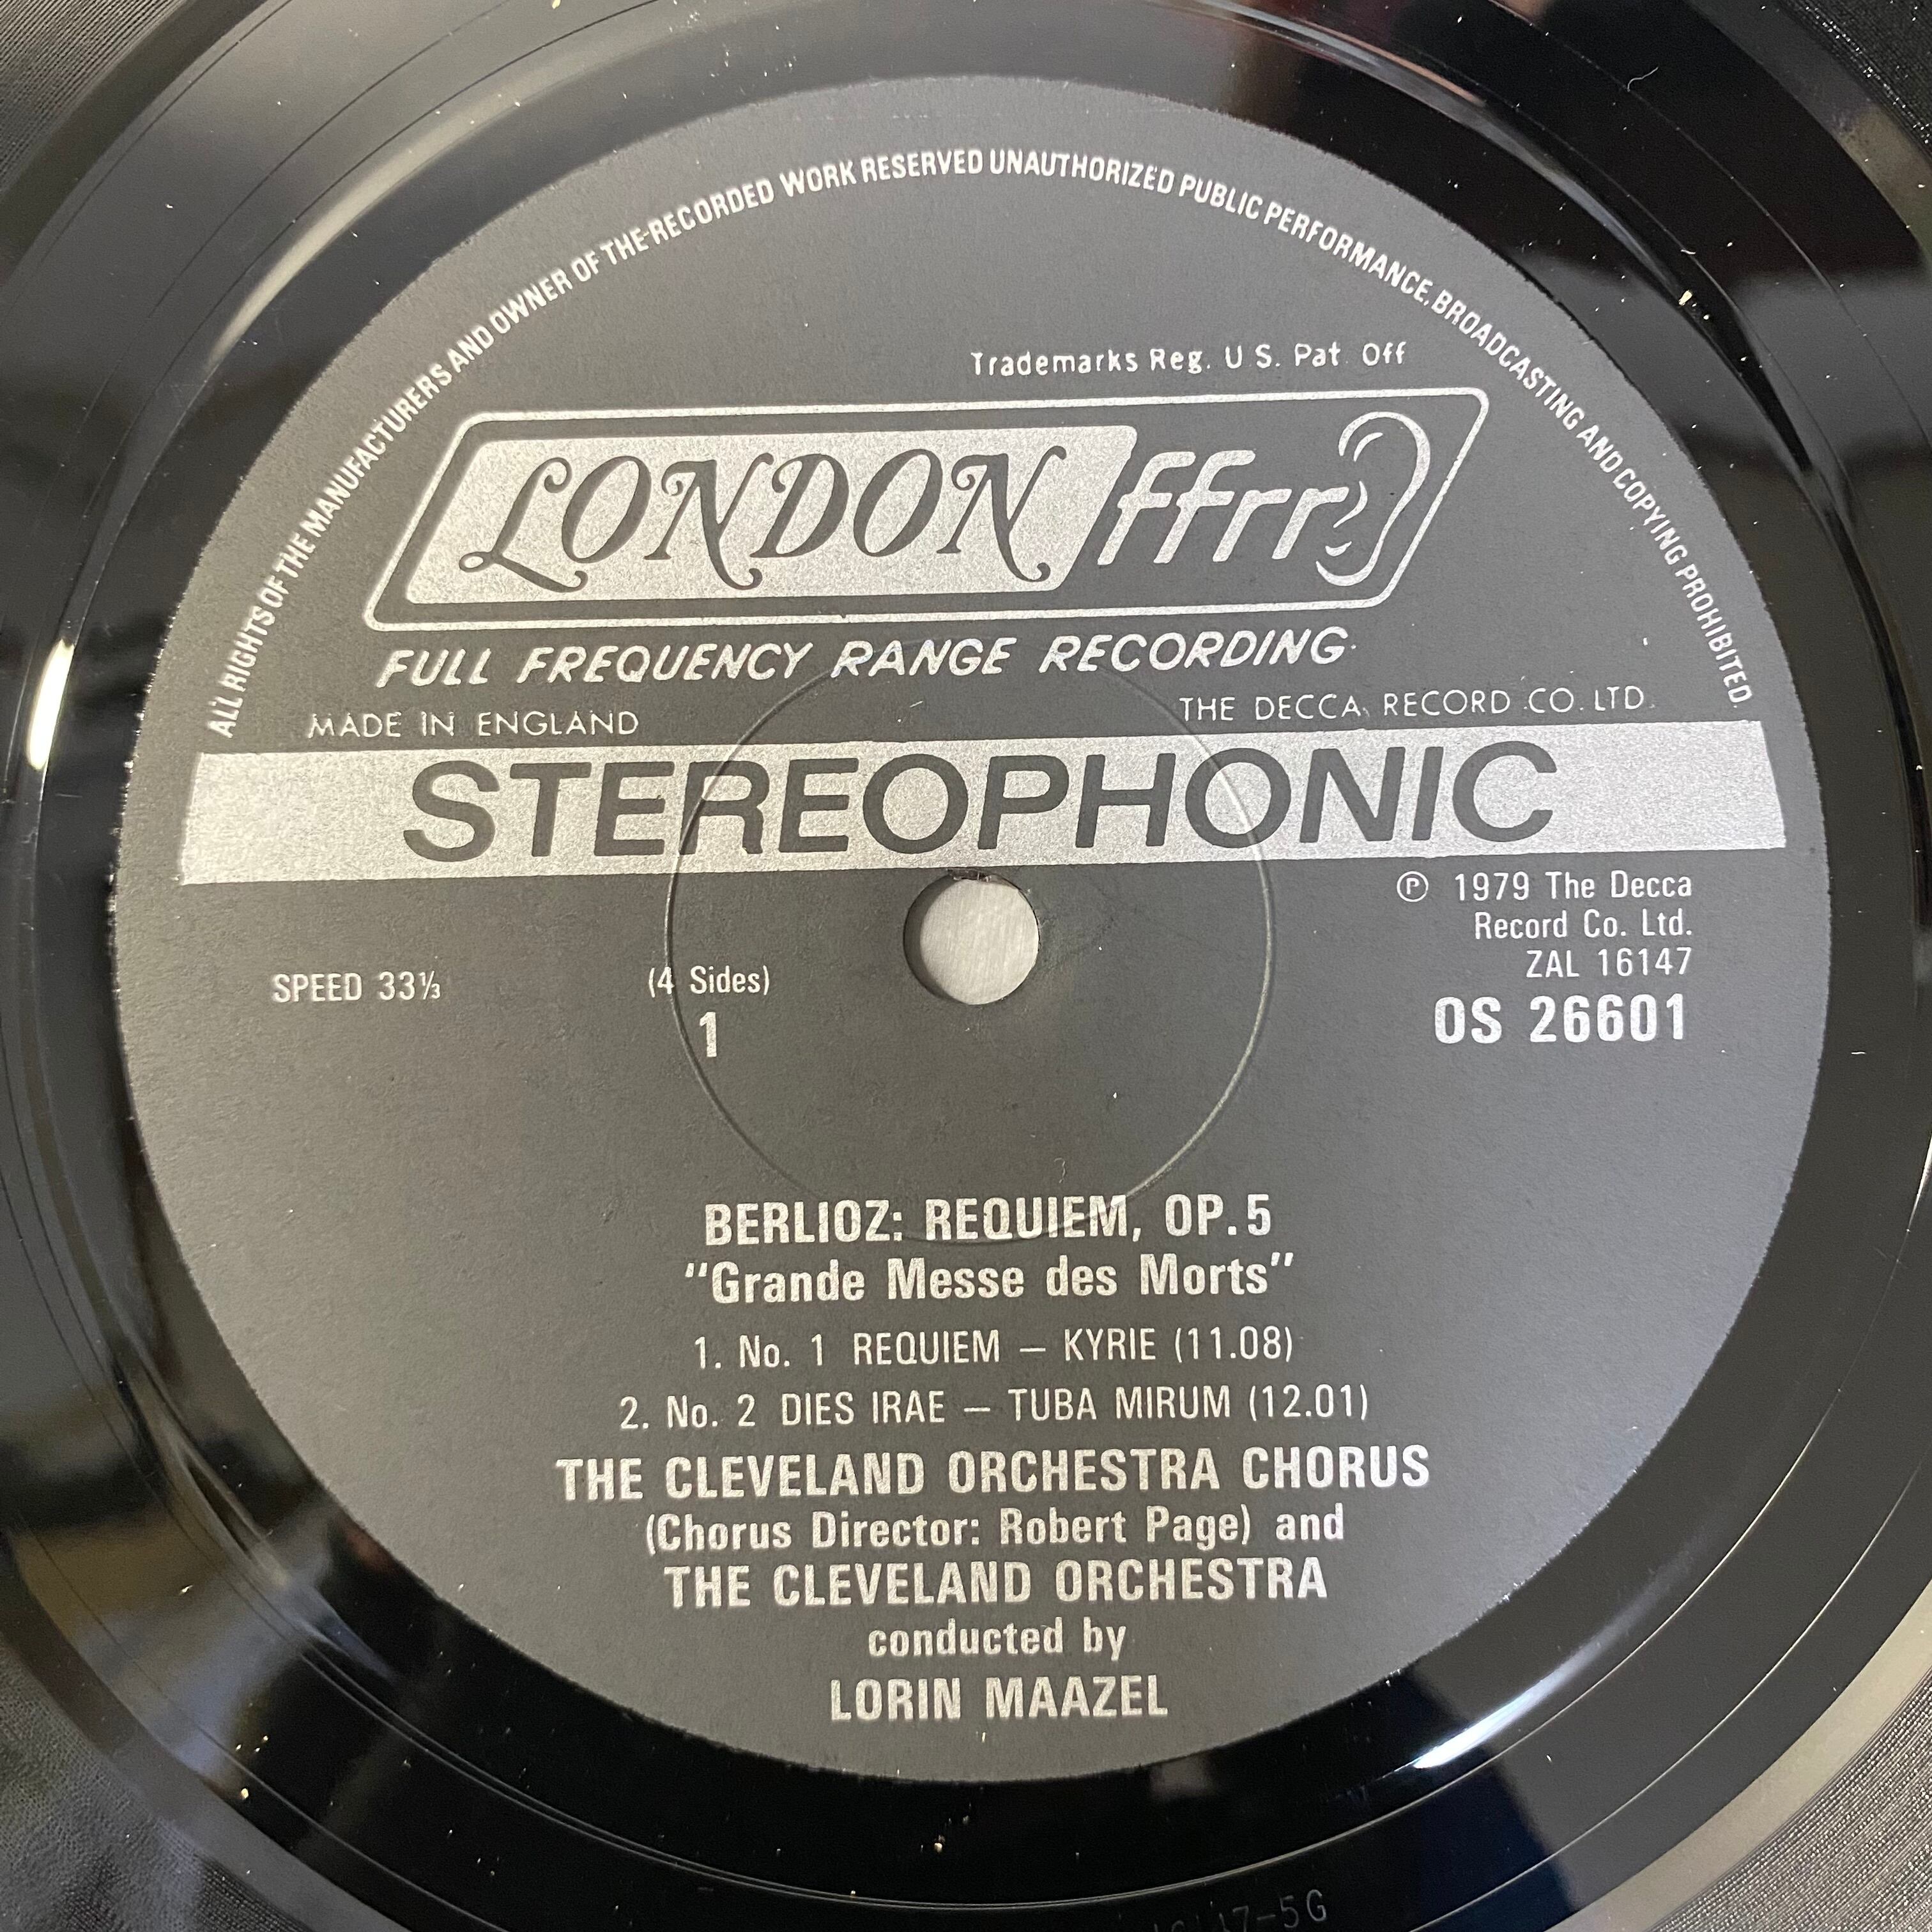 ALL RIGHTS OF THE MANUFACTURERS AND OWNER OF THE RECORDED WORK RESERVED UNAUTHORIZED PUBLIC PERFORMANCE, BROADCASTING AND COPYING PROHIBITED.
Trademarks Reg. U S. Pat. Off
LONDON ffrr
FULL FREQUENCY RANGE RECORDING
MADE IN ENGLAND
THE DECCA RECORD CO. LTD.
STEREOPHONIC
℗ 1979 The Decca
Record Co. Ltd.
ZAL 16147
OS 26601
SPEED 33⅓
(4 Sides)
1
BERLIOZ: REQUIEM, OP.5
"Grande Messe des Morts"
1. No. 1 REQUIEM – KYRIE (11.08)
2. No. 2 DIES IRAE – TUBA MIRUM (12.01)
THE CLEVELAND ORCHESTRA CHORUS
(Chorus Director: Robert Page) and
THE CLEVELAND ORCHESTRA
conducted by
LORIN MAAZEL